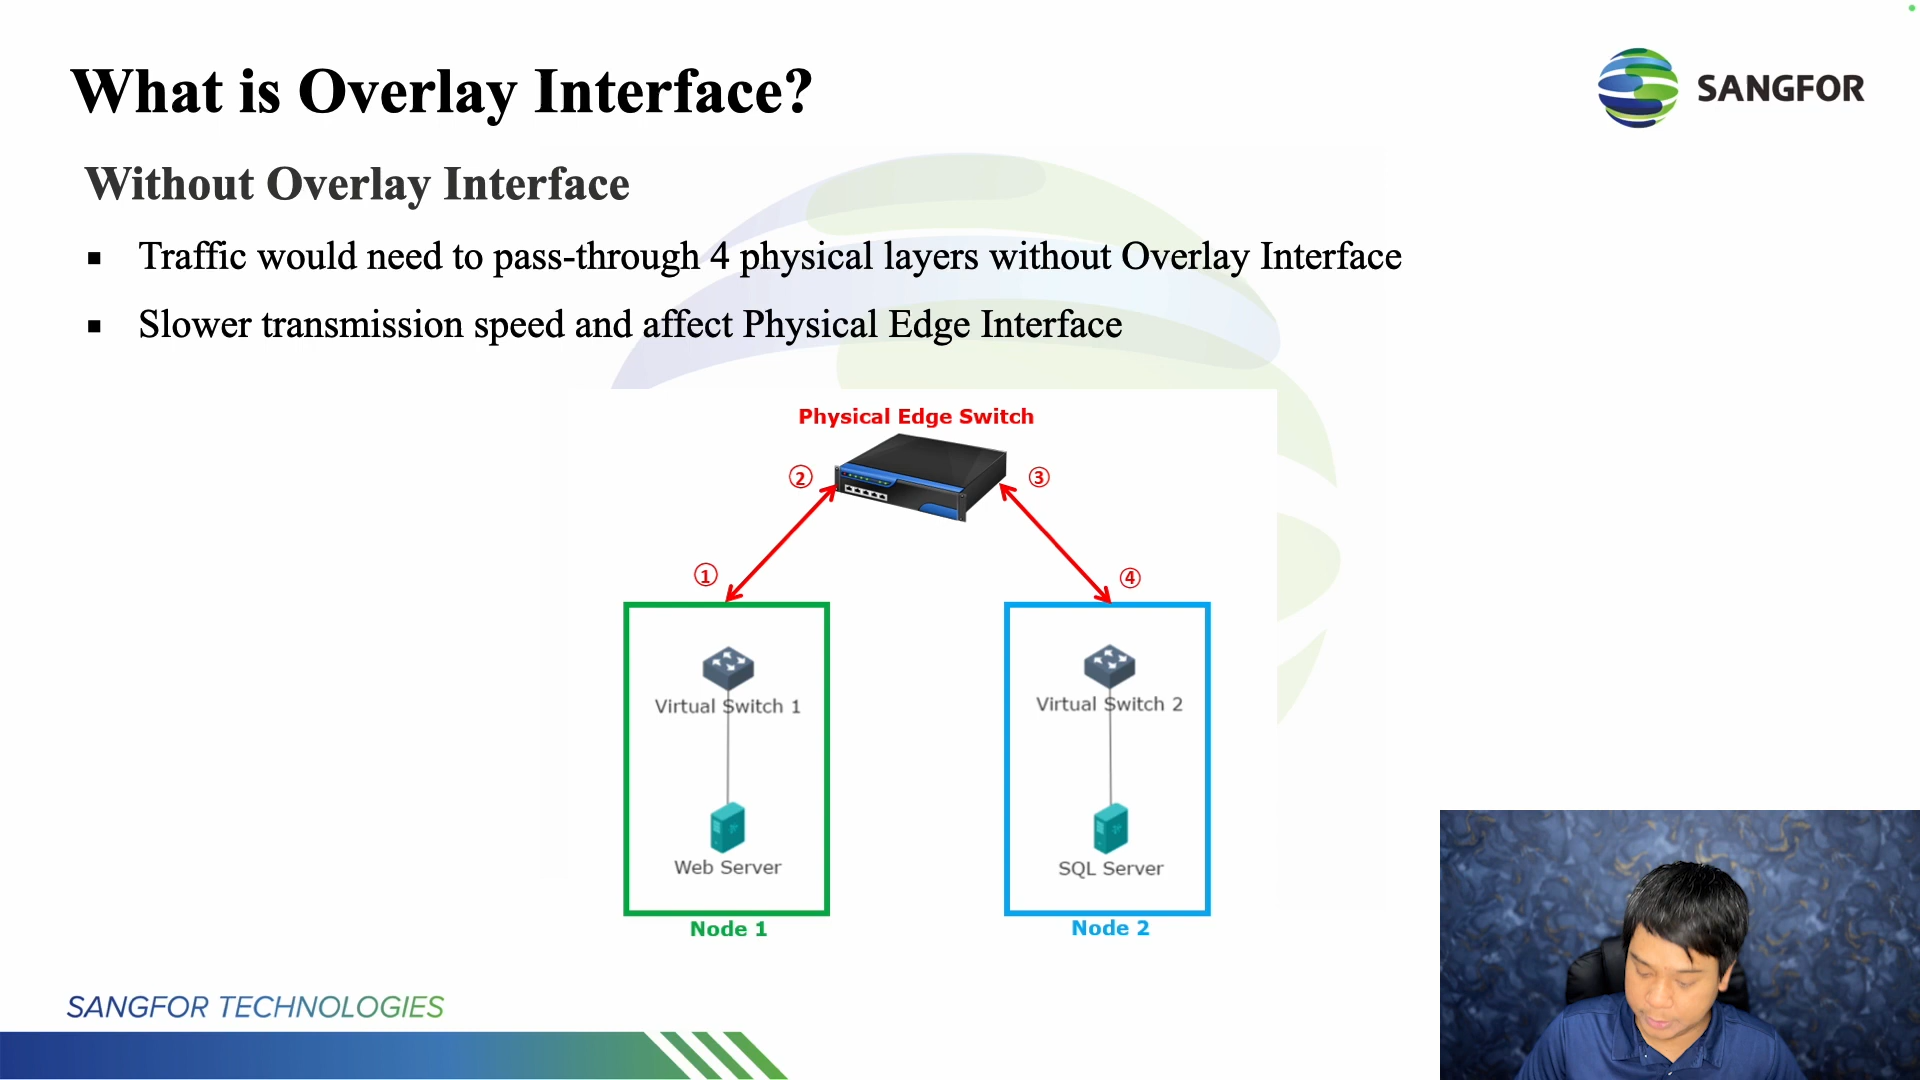 What is Overlay Interface?
SANGFOR
Without Overlay Interface
▪ Traffic would need to pass-through 4 physical layers without Overlay Interface
▪ Slower transmission speed and affect Physical Edge Interface
Physical Edge Switch
② ③
① ④
Virtual Switch 1
Virtual Switch 2
Web Server
SQL Server
Node 1
Node 2
SANGFOR TECHNOLOGIES